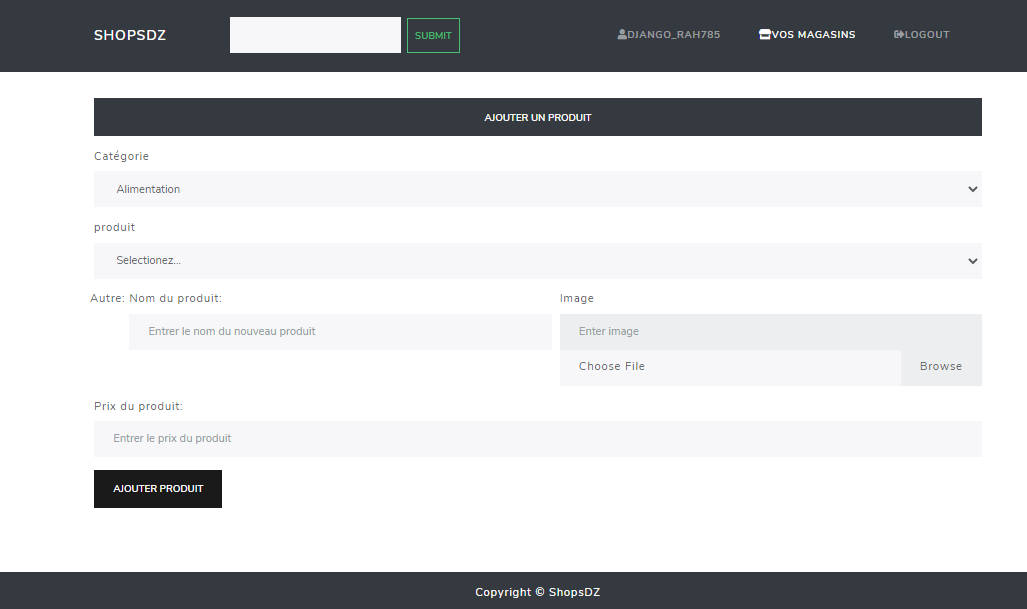 SHOPSDZ SUBMIT DJANGO_RAH785 VOS MAGASINS LOGOUT
AJOUTER UN PRODUIT
Catégorie
Alimentation
produit
Selectionez...
Autre: Nom du produit: Image
Entrer le nom du nouveau produit Enter image
Choose File Browse
Prix du produit:
Entrer le prix du produit
AJOUTER PRODUIT
Copyright © ShopsDZ